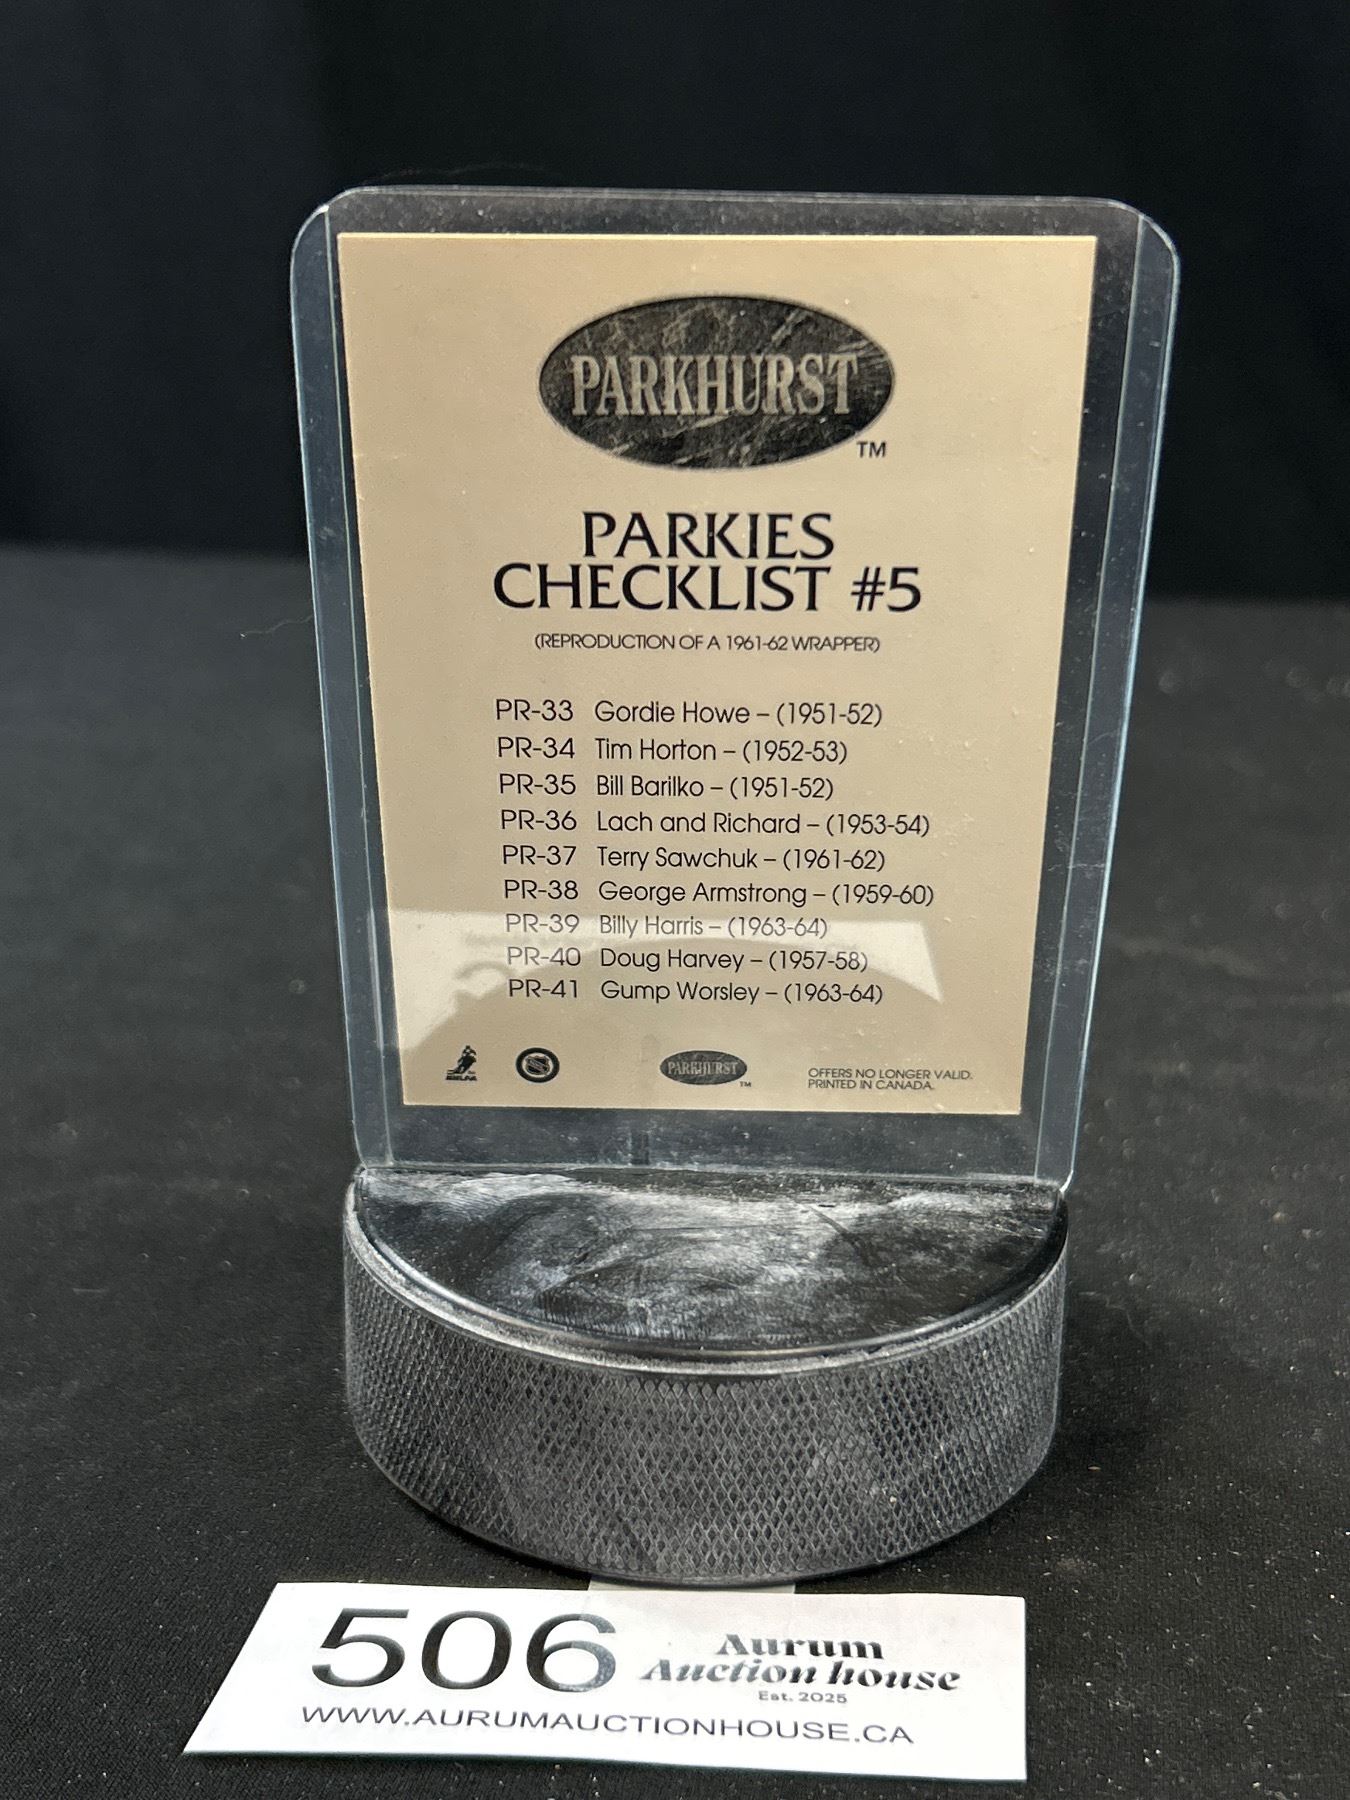 PARKHURST
TM
PARKIES
CHECKLIST #5
(REPRODUCTION OF A 1961-62 WRAPPER)
PR-33 Gordie Howe – (1951-52)
PR-34 Tim Horton – (1952-53)
PR-35 Bill Barilko – (1951-52)
PR-36 Lach and Richard – (1953-54)
PR-37 Terry Sawchuk – (1961-62)
PR-38 George Armstrong – (1959-60)
PR-39 Billy Harris – (1963-64)
PR-40 Doug Harvey – (1957-58)
PR-41 Gump Worsley – (1963-64)
PARKHURST
TM
OFFERS NO LONGER VALID.
PRINTED IN CANADA.
506
Aurum
Auction house
Est. 2025
WWW.AURUMAUCTIONHOUSE.CA